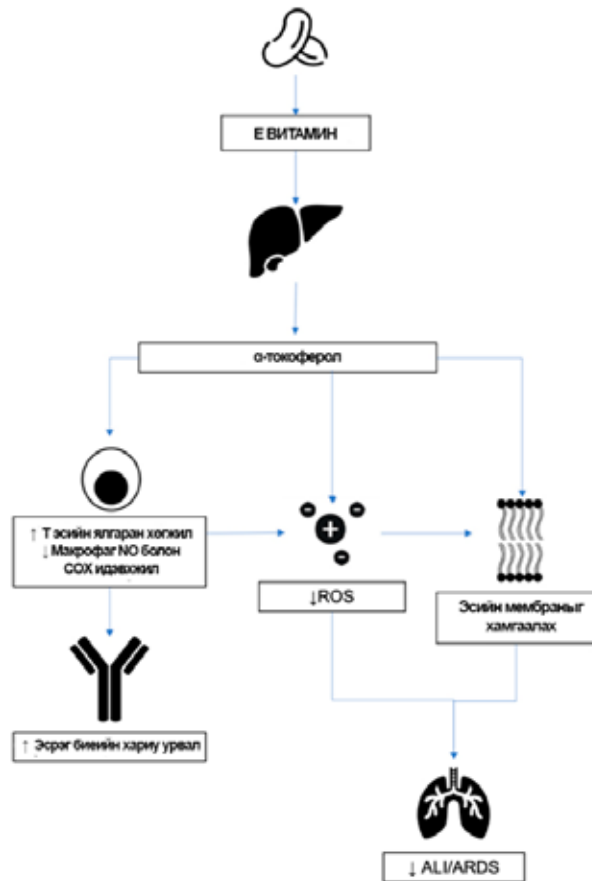 Е ВИТАМИН
α-токоферол
↑ Т эсийн ялгаран хөгжил
↓ Макрофаг NO болон
COX идэвхжил
↓ROS
Эсийн мембраныг
хамгаалах
↑ Эсрэг биеийн хариу урвал
↓ ALI/ARDS